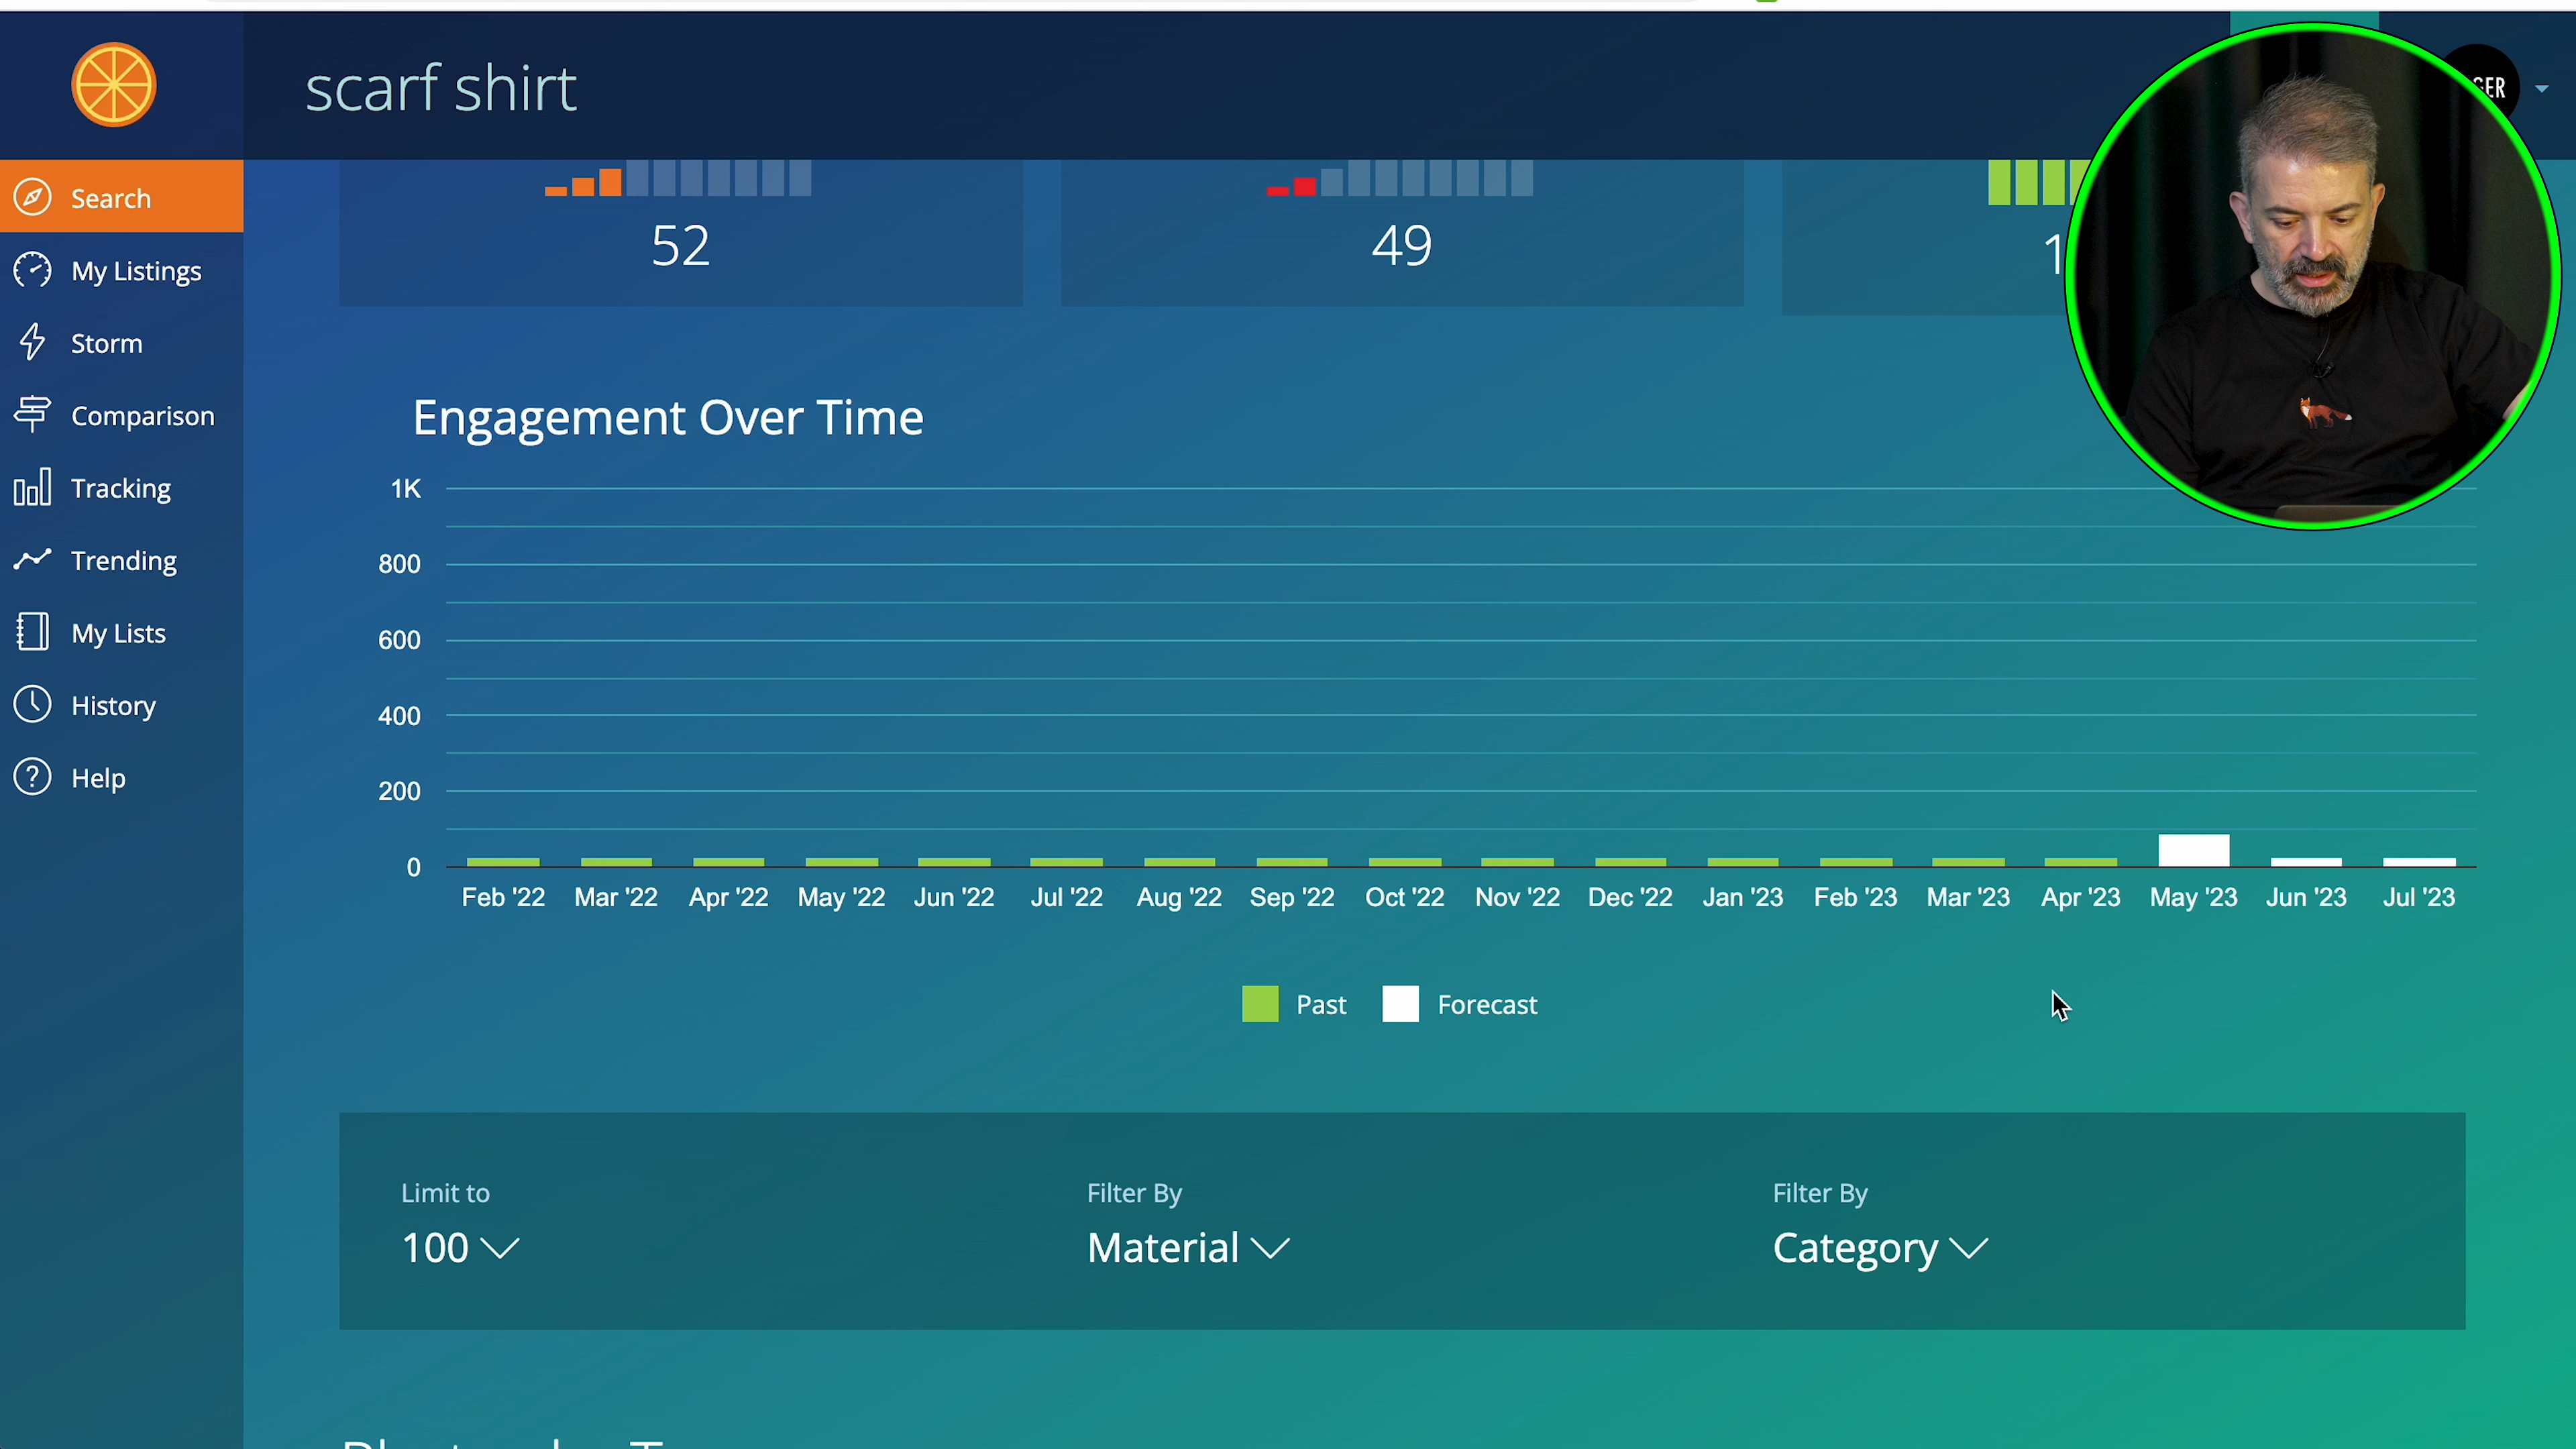 scarf shirt
Search
My Listings
Storm
Comparison
Tracking
Trending
My Lists
History
Help
52
49
Engagement Over Time
1K
800
600
400
200
0
Feb '22 Mar '22 Apr '22 May '22 Jun '22 Jul '22 Aug '22 Sep '22 Oct '22 Nov '22 Dec '22 Jan '23 Feb '23 Mar '23 Apr '23 May '23 Jun '23 Jul '23
Past Forecast
Limit to
100
Filter By
Material
Filter By
Category